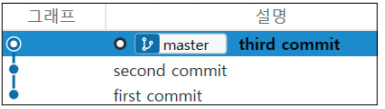 그래프 설명
master third commit
second commit
first commit